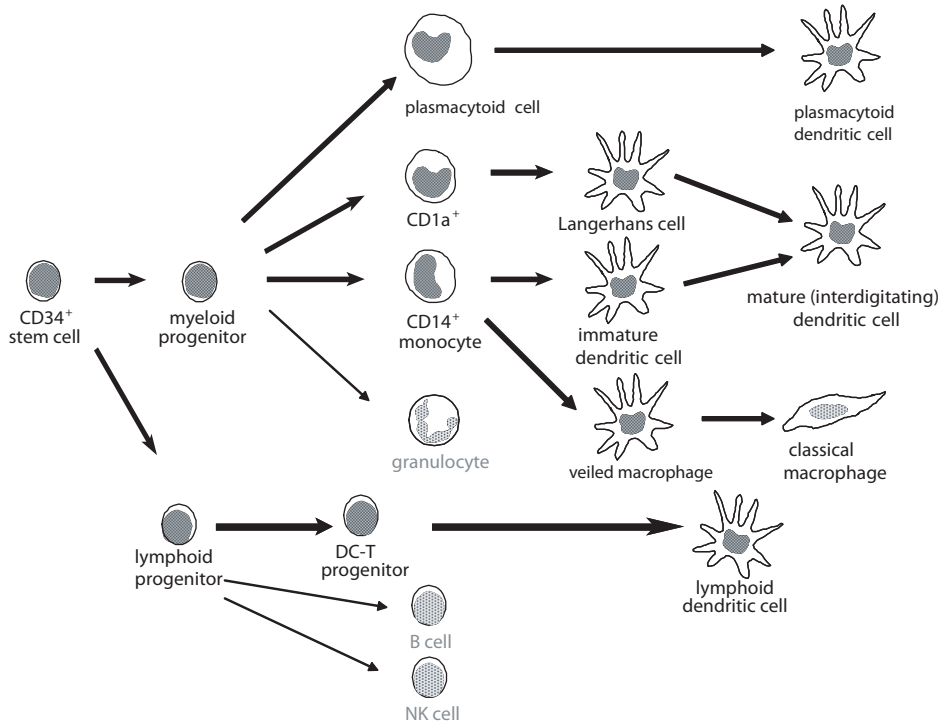 plasmacytoid cell
plasmacytoid
dendritic cell
CD1a+
Langerhans cell
mature (interdigitating)
dendritic cell
CD34+
stem cell
myeloid
progenitor
CD14+
monocyte
immature
dendritic cell
granulocyte
veiled macrophage
classical
macrophage
lymphoid
progenitor
DC-T
progenitor
lymphoid
dendritic cell
B cell
NK cell